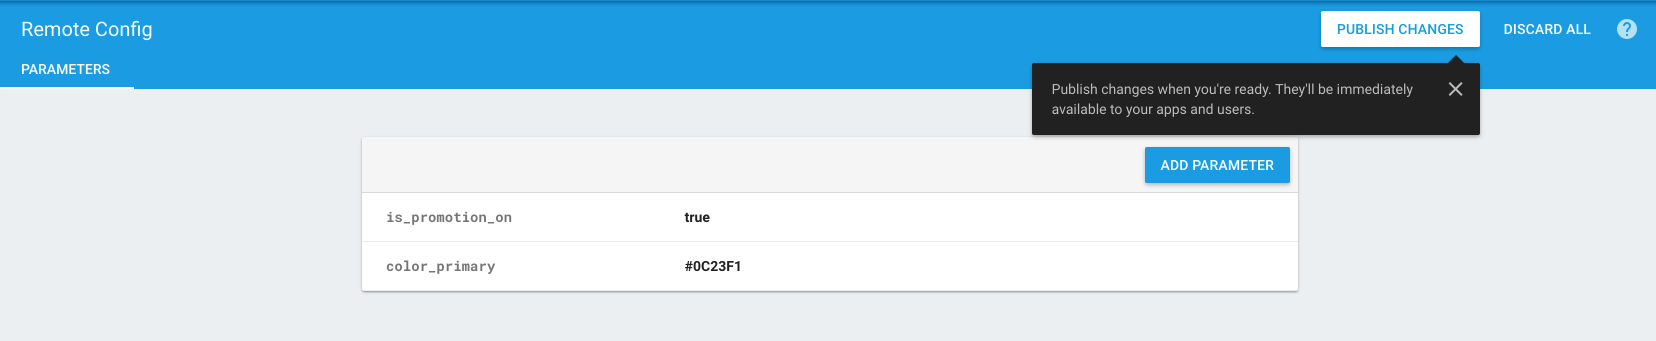 Remote Config
PUBLISH CHANGES
DISCARD ALL
?
PARAMETERS
Publish changes when you're ready. They'll be immediately
available to your apps and users.
ADD PARAMETER
is_promotion_on true
color_primary #0C23F1